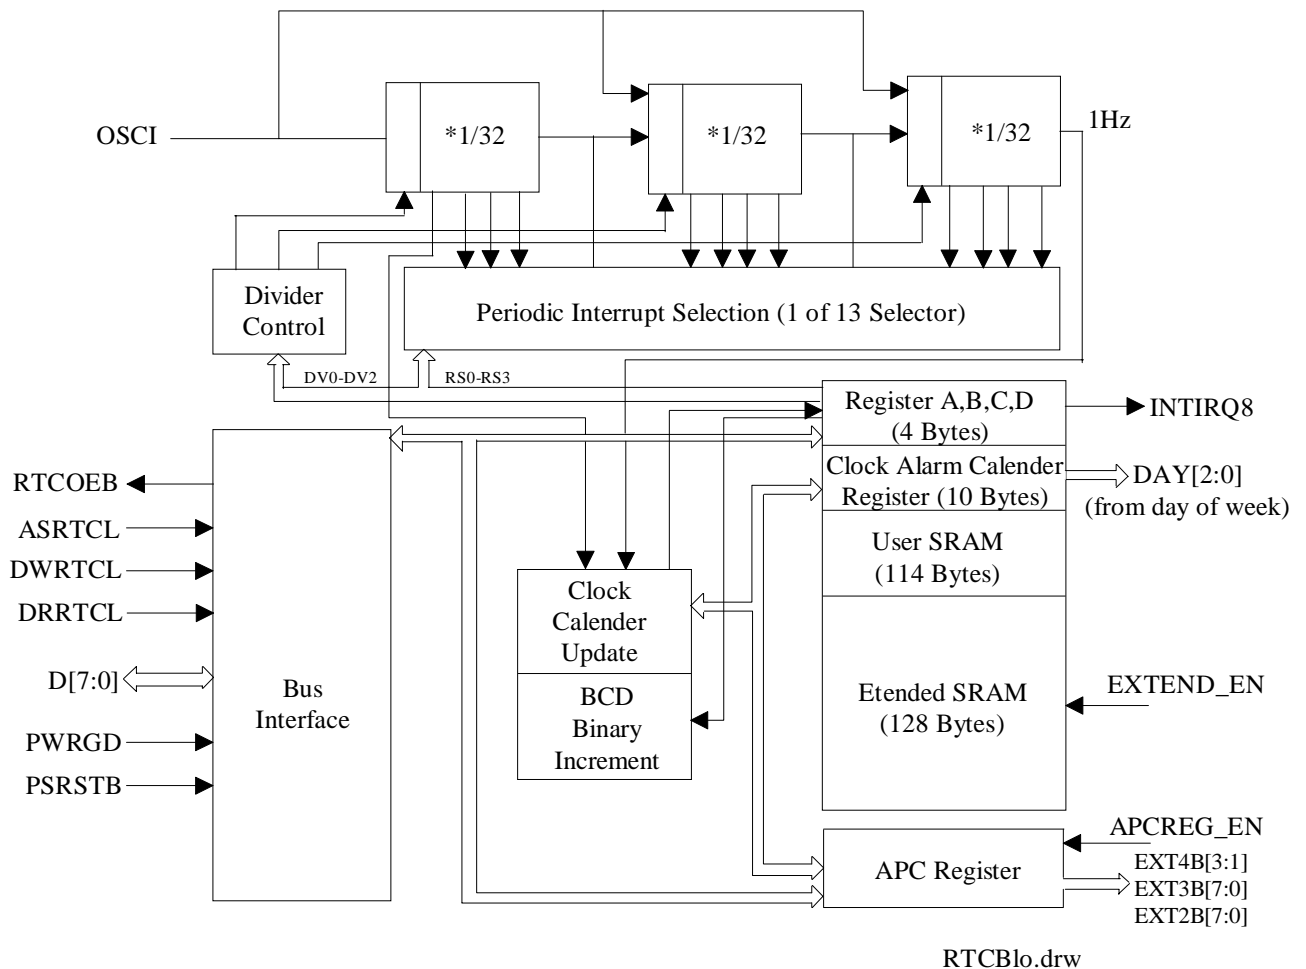 OSCI
*1/32
*1/32
*1/32
1Hz
Divider
Control
Periodic Interrupt Selection (1 of 13 Selector)
DV0-DV2
RS0-RS3
Register A,B,C,D
(4 Bytes)
INTIRQ8
Clock Alarm Calender
Register (10 Bytes)
DAY[2:0]
(from day of week)
User SRAM
(114 Bytes)
Etended SRAM
(128 Bytes)
EXTEND_EN
RTCOEB
ASRTCL
DWRTCL
DRRTCL
D[7:0]
PWRGD
PSRSTB
Bus
Interface
Clock
Calender
Update
BCD
Binary
Increment
APC Register
APCREG_EN
EXT4B[3:1]
EXT3B[7:0]
EXT2B[7:0]
RTCBlo.drw